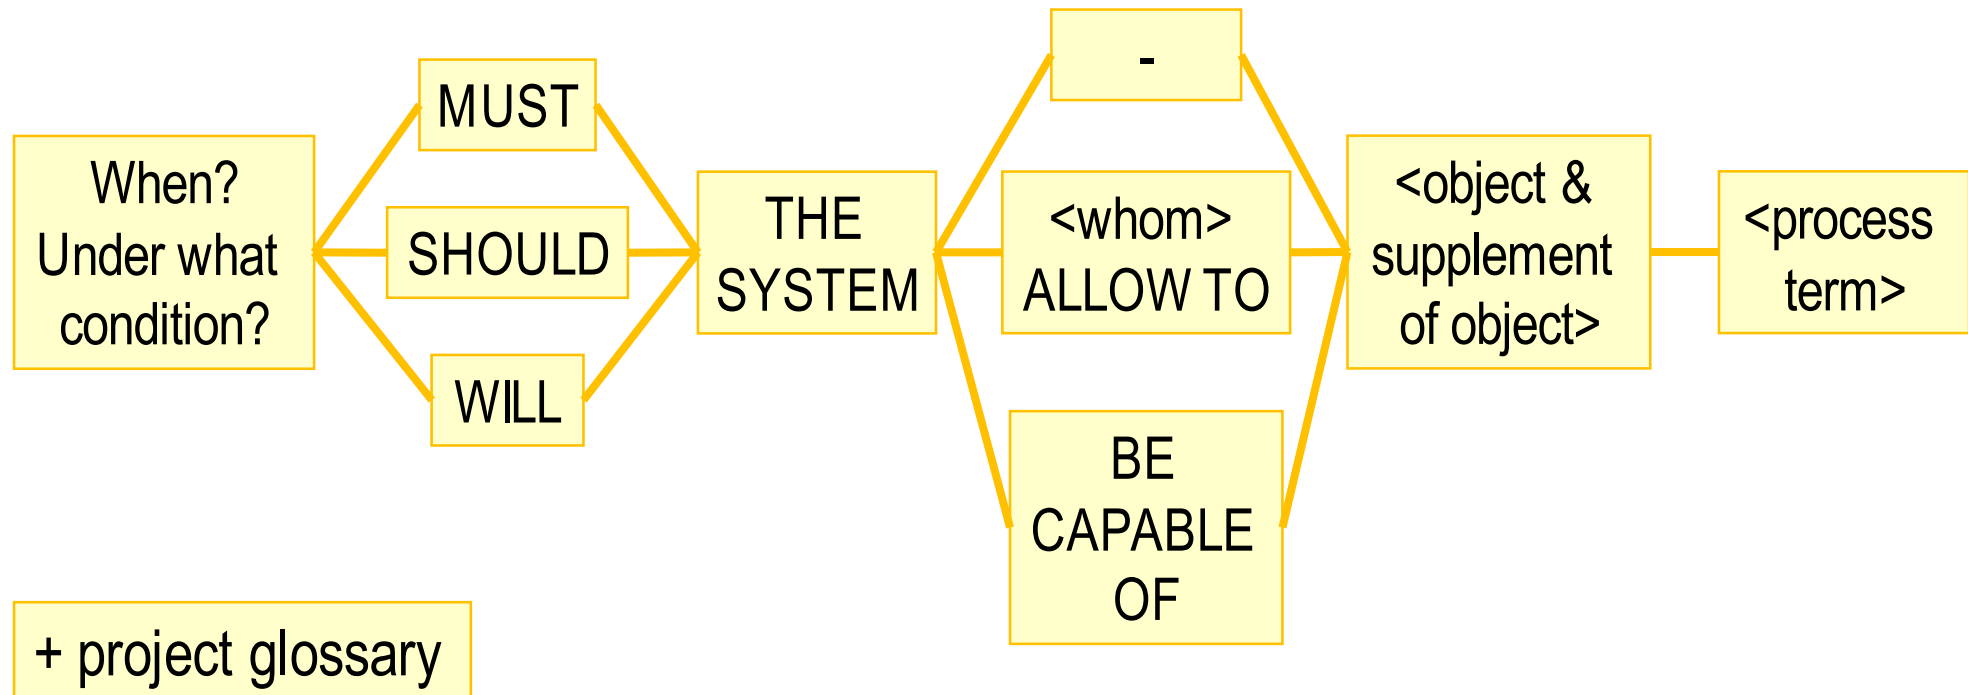 When?
Under what
condition?
MUST
SHOULD
WILL
THE
SYSTEM
-
<whom>
ALLOW TO
BE
CAPABLE
OF
<object &
supplement
of object>
<process
term>
+ project glossary